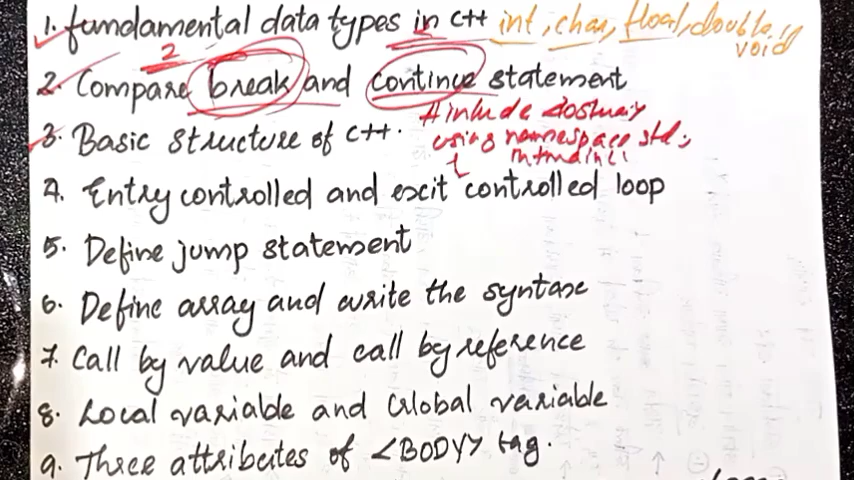 1. fundamental data types in C++ int, char, float, double, void
2
2. Compare break and continue statement
3. Basic structure of C++.
using namespace std;
4. Entry controlled and excit controlled loop
5. Define jump statement
6. Define array and write the syntax
7. Call by value and call by reference
8. Local variable and Global variable
9. Three attributes of <BODY> tag.